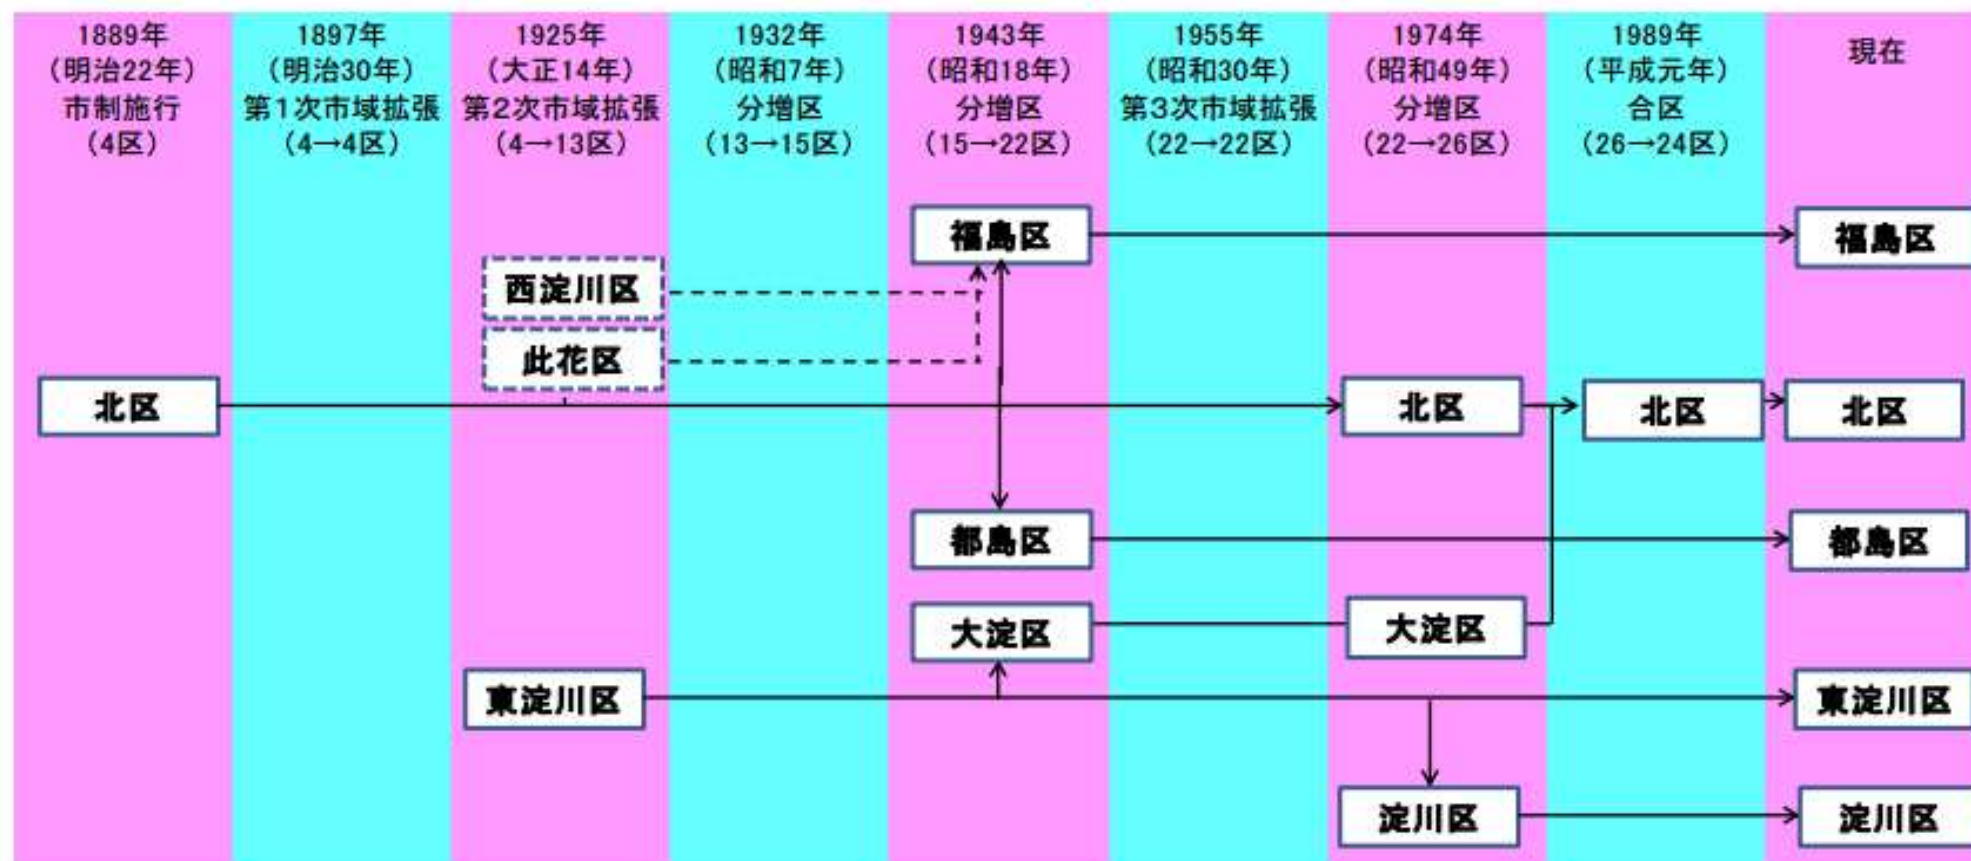 1889年
（明治22年）
市制施行
（4区）
1897年
（明治30年）
第1次市域拡張
（4→4区）
1925年
（大正14年）
第2次市域拡張
（4→13区）
1932年
（昭和7年）
分増区
（13→15区）
1943年
（昭和18年）
分増区
（15→22区）
1955年
（昭和30年）
第3次市域拡張
（22→22区）
1974年
（昭和49年）
分増区
（22→26区）
1989年
（平成元年）
合区
（26→24区）
現在
福島区
福島区
西淀川区
此花区
北区
北区
北区
北区
都島区
都島区
大淀区
大淀区
東淀川区
東淀川区
淀川区
淀川区